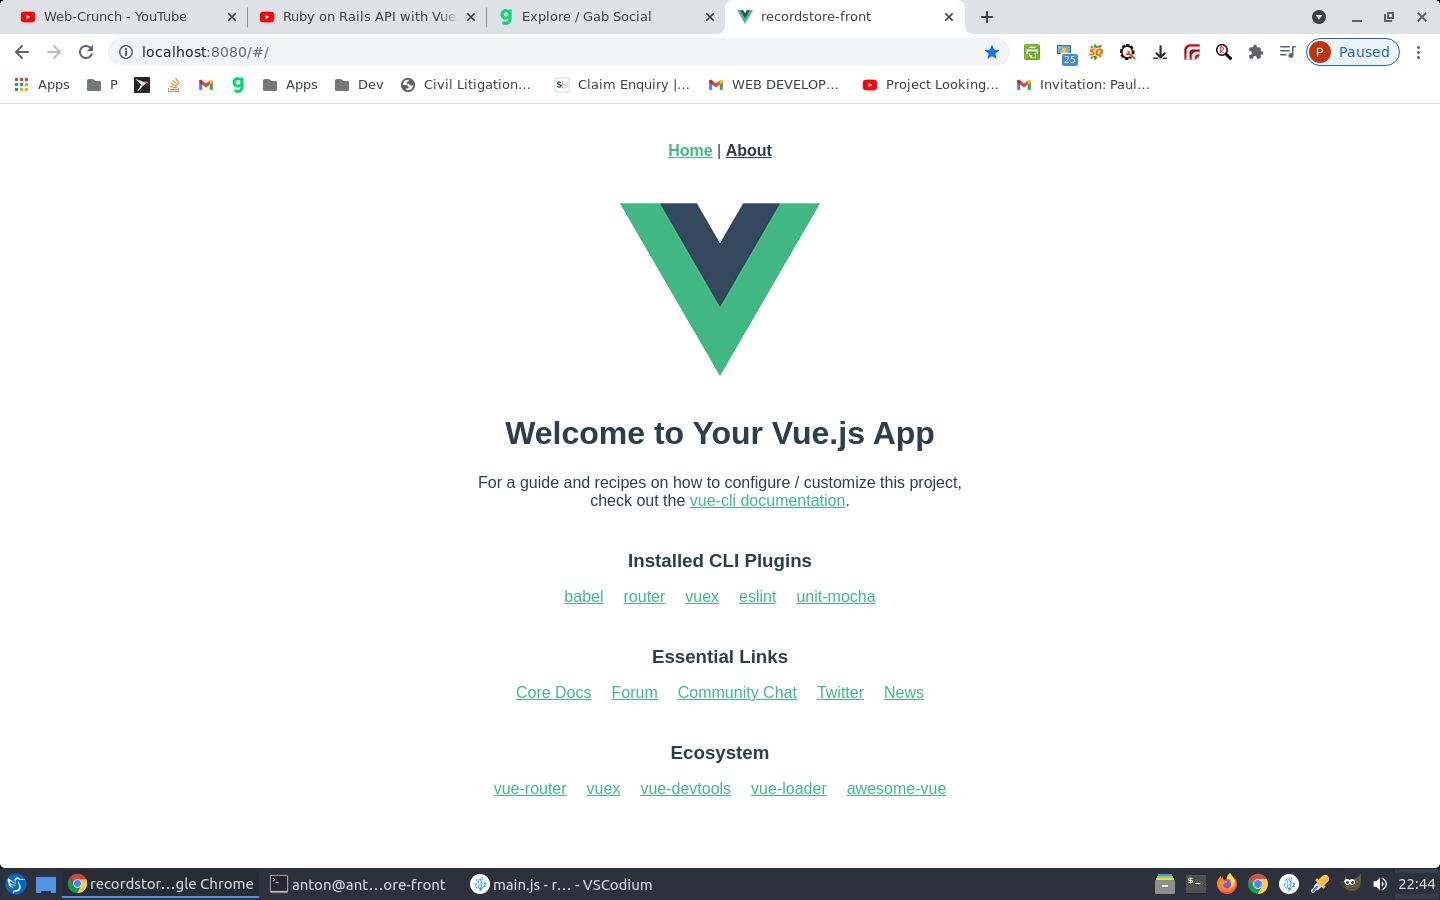 Web-Crunch - YouTube
Ruby on Rails API with Vue
Explore / Gab Social
recordstore-front
localhost:8080/#/
25
P Paused
Apps P Apps Dev Civil Litigation... Claim Enquiry |... WEB DEVELOP... Project Looking... Invitation: Paul...
Home | About
Welcome to Your Vue.js App
For a guide and recipes on how to configure / customize this project,
check out the vue-cli documentation.
Installed CLI Plugins
babel router vuex eslint unit-mocha
Essential Links
Core Docs Forum Community Chat Twitter News
Ecosystem
vue-router vuex vue-devtools vue-loader awesome-vue
recordstor...gle Chrome anton@ant...ore-front main.js - r... - VSCodium 22:44